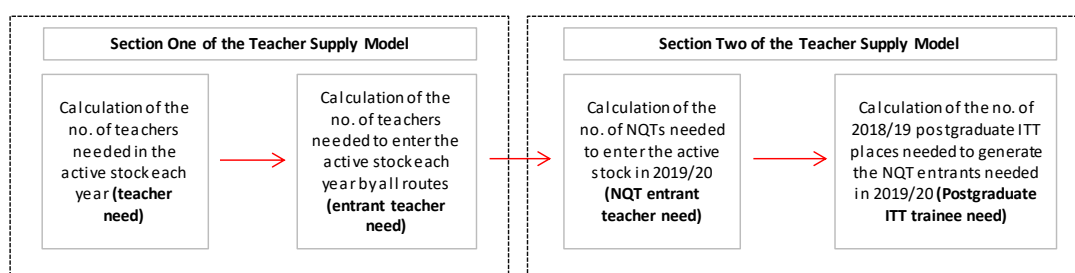 Section One of the Teacher Supply Model
Calculation of the
no. of teachers
needed in the
active stock each
year (teacher
need)
Calculation of the
no. of teachers
needed to enter the
active stock each
year by all routes
(entrant teacher
need)
Section Two of the Teacher Supply Model
Calculation of the
no. of NQTs needed
to enter the active
stock in 2019/20
(NQT entrant
teacher need)
Calculation of the no. of
2018/19 postgraduate ITT
places needed to generate
the NQT entrants needed
in 2019/20 (Postgraduate
ITT trainee need)